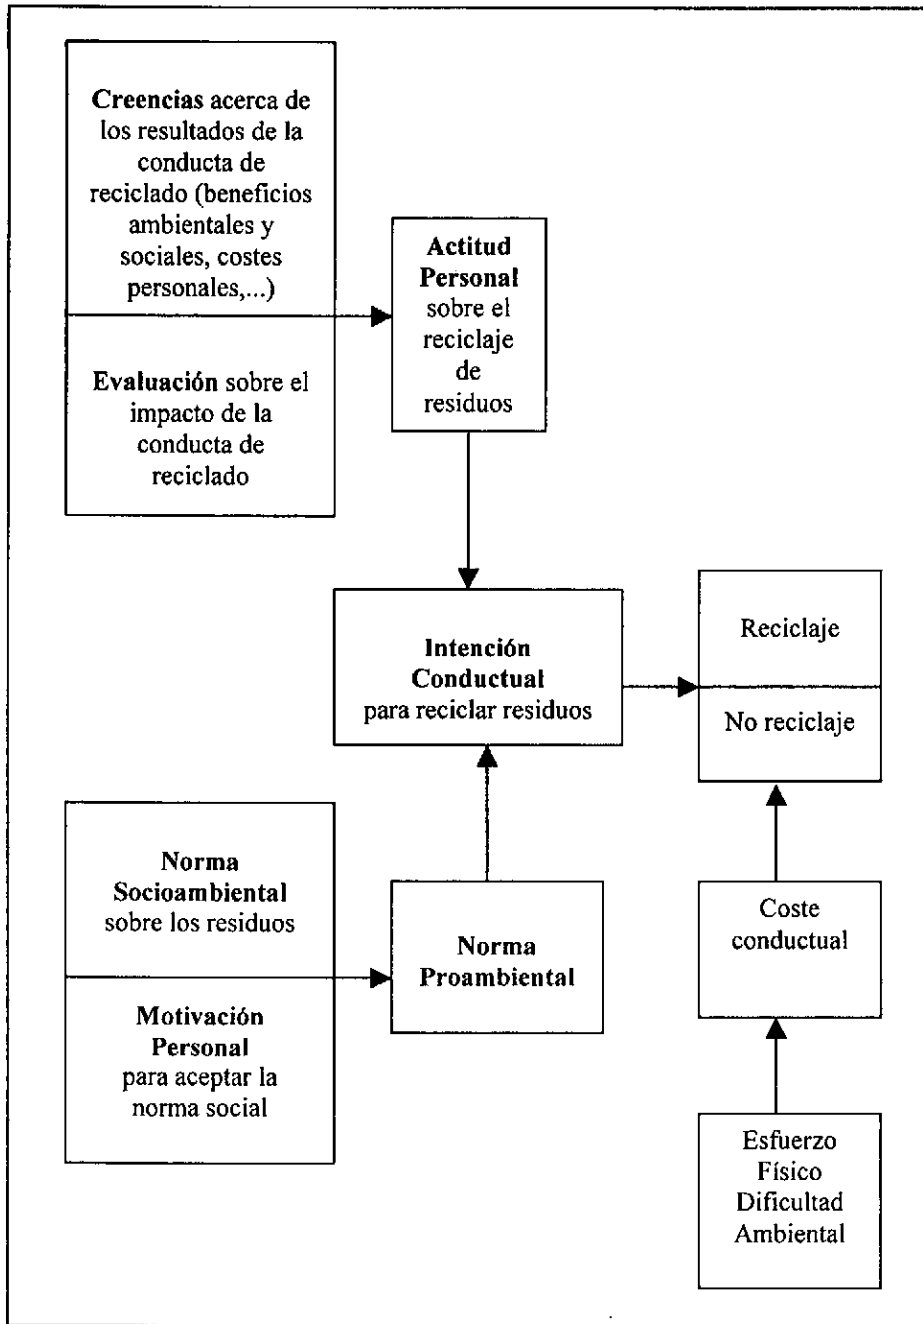 Creencias acerca de
los resultados de la
conducta de
reciclado (beneficios
ambientales y
sociales, costes
personales,...)
Evaluación sobre el
impacto de la
conducta de
reciclado
Actitud
Personal
sobre el
reciclaje
de
residuos
Intención
Conductual
para reciclar residuos
Reciclaje
No reciclaje
Norma
Socioambiental
sobre los residuos
Motivación
Personal
para aceptar la
norma social
Norma
Proambiental
Coste
conductual
Esfuerzo
Físico
Dificultad
Ambiental